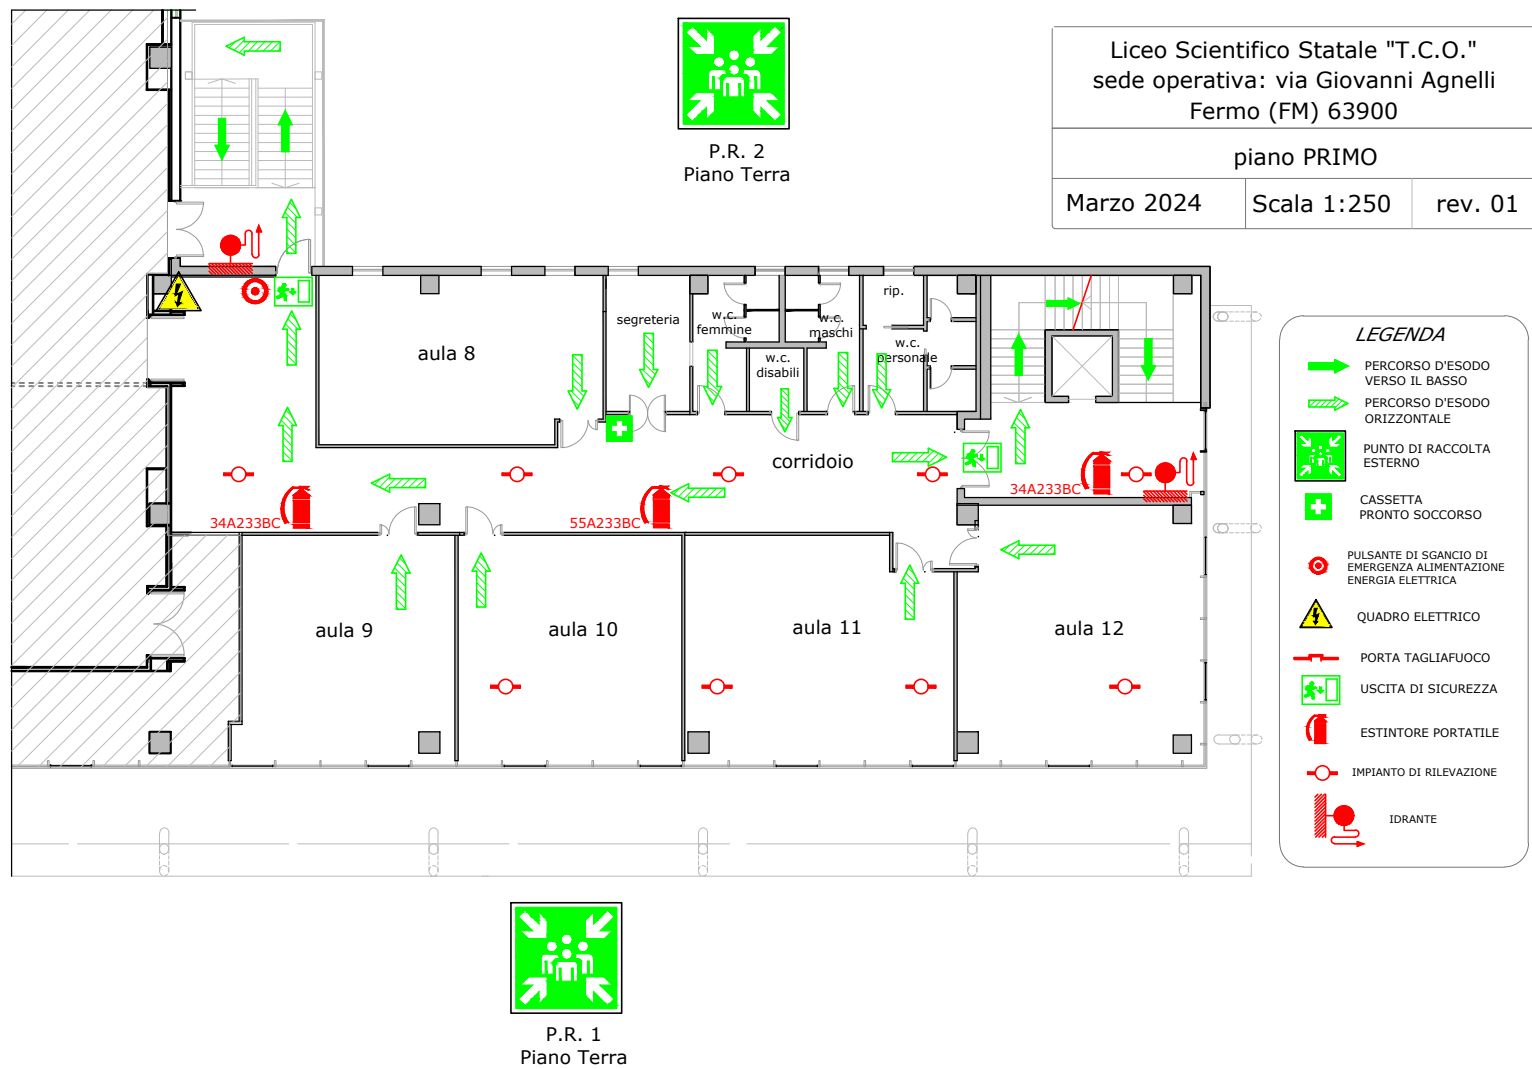 Liceo Scientifico Statale "T.C.O."
sede operativa: via Giovanni Agnelli
Fermo (FM) 63900
piano PRIMO
Marzo 2024
Scala 1:250
rev. 01
P.R. 2
Piano Terra
segreteria
w.c.
femmine
w.c.
maschi
rip.
w.c.
personale
w.c.
disabili
aula 8
corridoio
34A233BC
55A233BC
34A233BC
aula 9
aula 10
aula 11
aula 12
LEGENDA
PERCORSO D'ESODO
VERSO IL BASSO
PERCORSO D'ESODO
ORIZZONTALE
PUNTO DI RACCOLTA
ESTERNO
CASSETTA
PRONTO SOCCORSO
PULSANTE DI SGANCIO DI
EMERGENZA ALIMENTAZIONE
ENERGIA ELETTRICA
QUADRO ELETTRICO
PORTA TAGLIAFUOCO
USCITA DI SICUREZZA
ESTINTORE PORTATILE
IMPIANTO DI RILEVAZIONE
IDRANTE
P.R. 1
Piano Terra